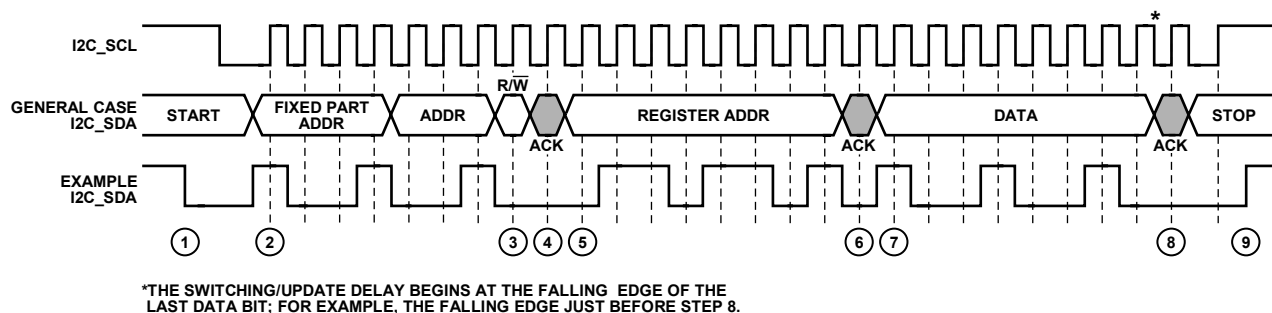 *
I2C_SCL
R/W̅
GENERAL CASE
I2C_SDA
START
FIXED PART
ADDR
ADDR
REGISTER ADDR
DATA
STOP
ACK
ACK
ACK
EXAMPLE
I2C_SDA
1
2
3
4
5
6
7
8
9
*THE SWITCHING/UPDATE DELAY BEGINS AT THE FALLING EDGE OF THE
LAST DATA BIT; FOR EXAMPLE, THE FALLING EDGE JUST BEFORE STEP 8.